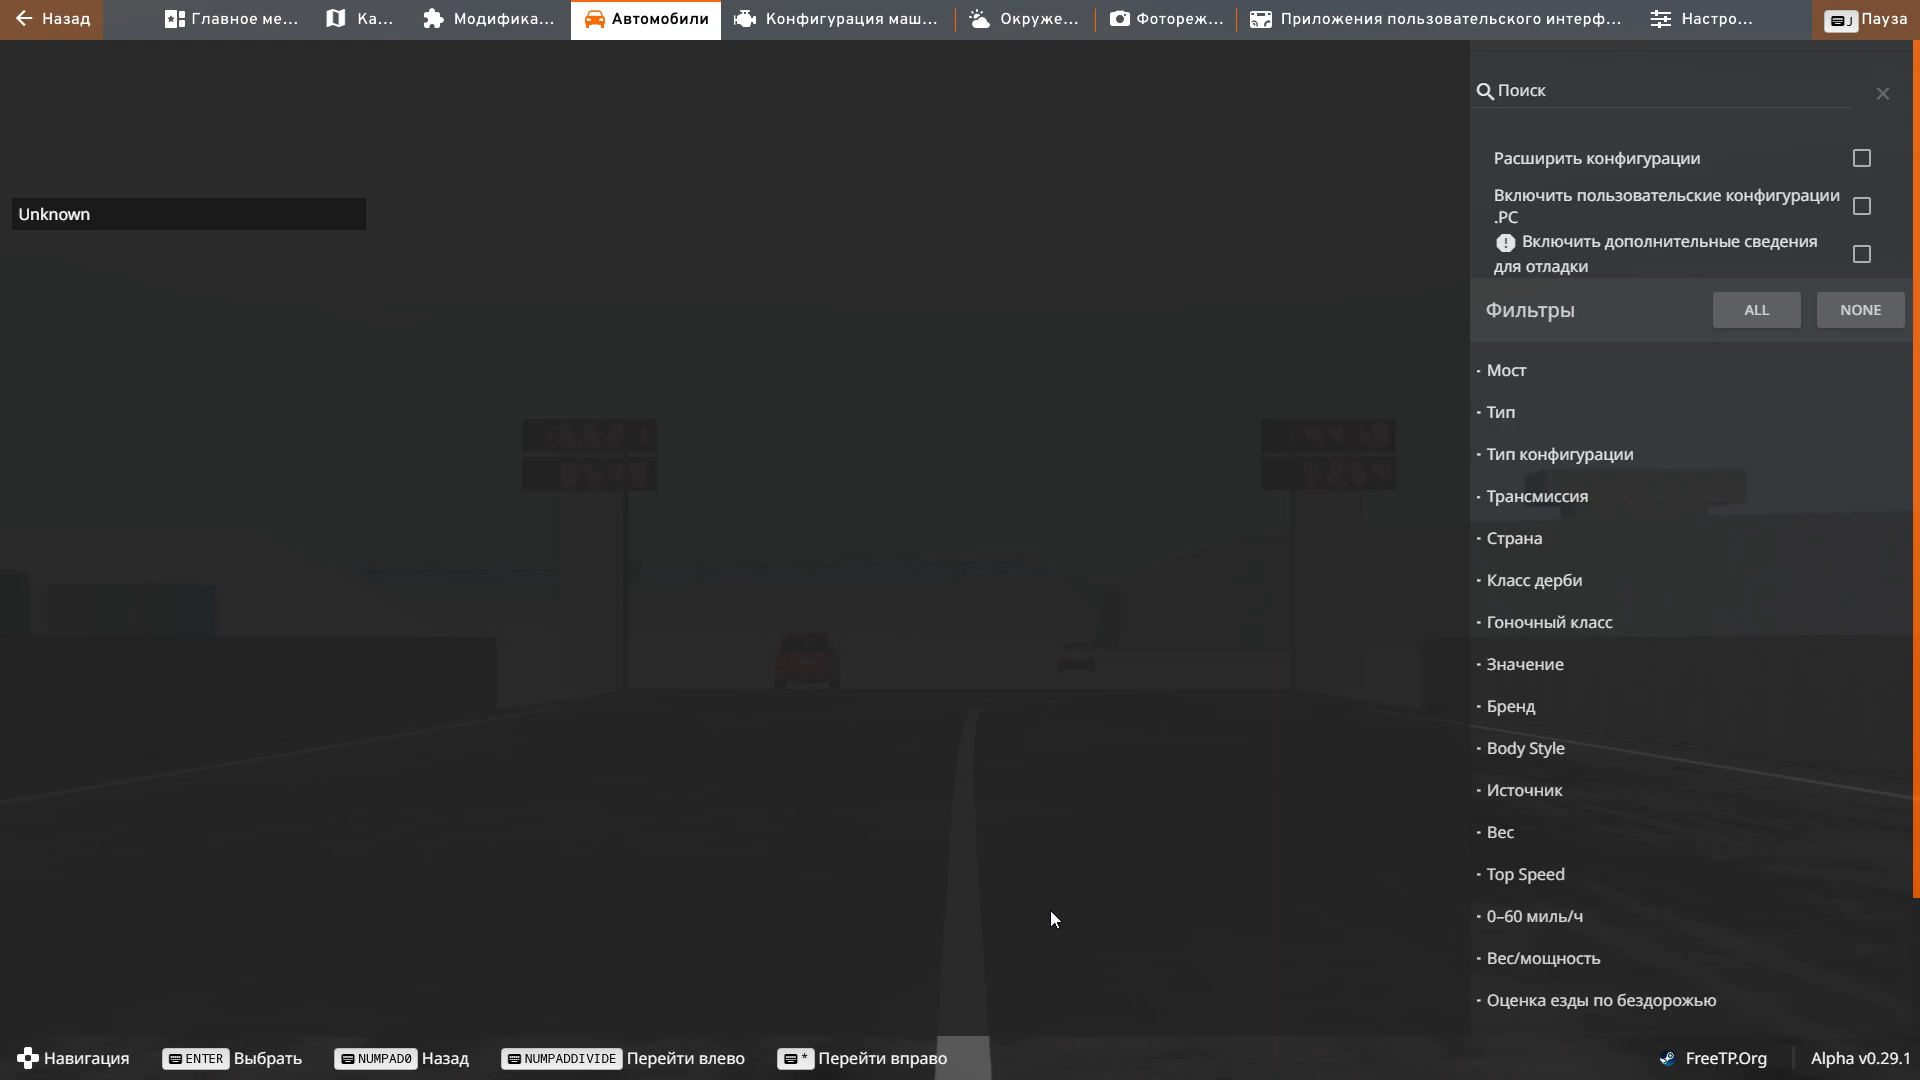 Назад
Главное ме...
Ка...
Модифика...
Автомобили
Конфигурация маш...
Окруже...
Фотореж...
Приложения пользовательского интерф...
Настро...
J Пауза
Поиск
Unknown
Расширить конфигурации
Включить пользовательские конфигурации
.PC
Включить дополнительные сведения
для отладки
Фильтры
ALL
NONE
· Мост
· Тип
· Тип конфигурации
· Трансмиссия
· Страна
· Класс дерби
· Гоночный класс
· Значение
· Бренд
· Body Style
· Источник
· Вес
· Top Speed
· 0–60 миль/ч
· Вес/мощность
· Оценка езды по бездорожью
Навигация
ENTER Выбрать
NUMPAD0 Назад
NUMPADDIVIDE Перейти влево
* Перейти вправо
FreeTP.Org
Alpha v0.29.1